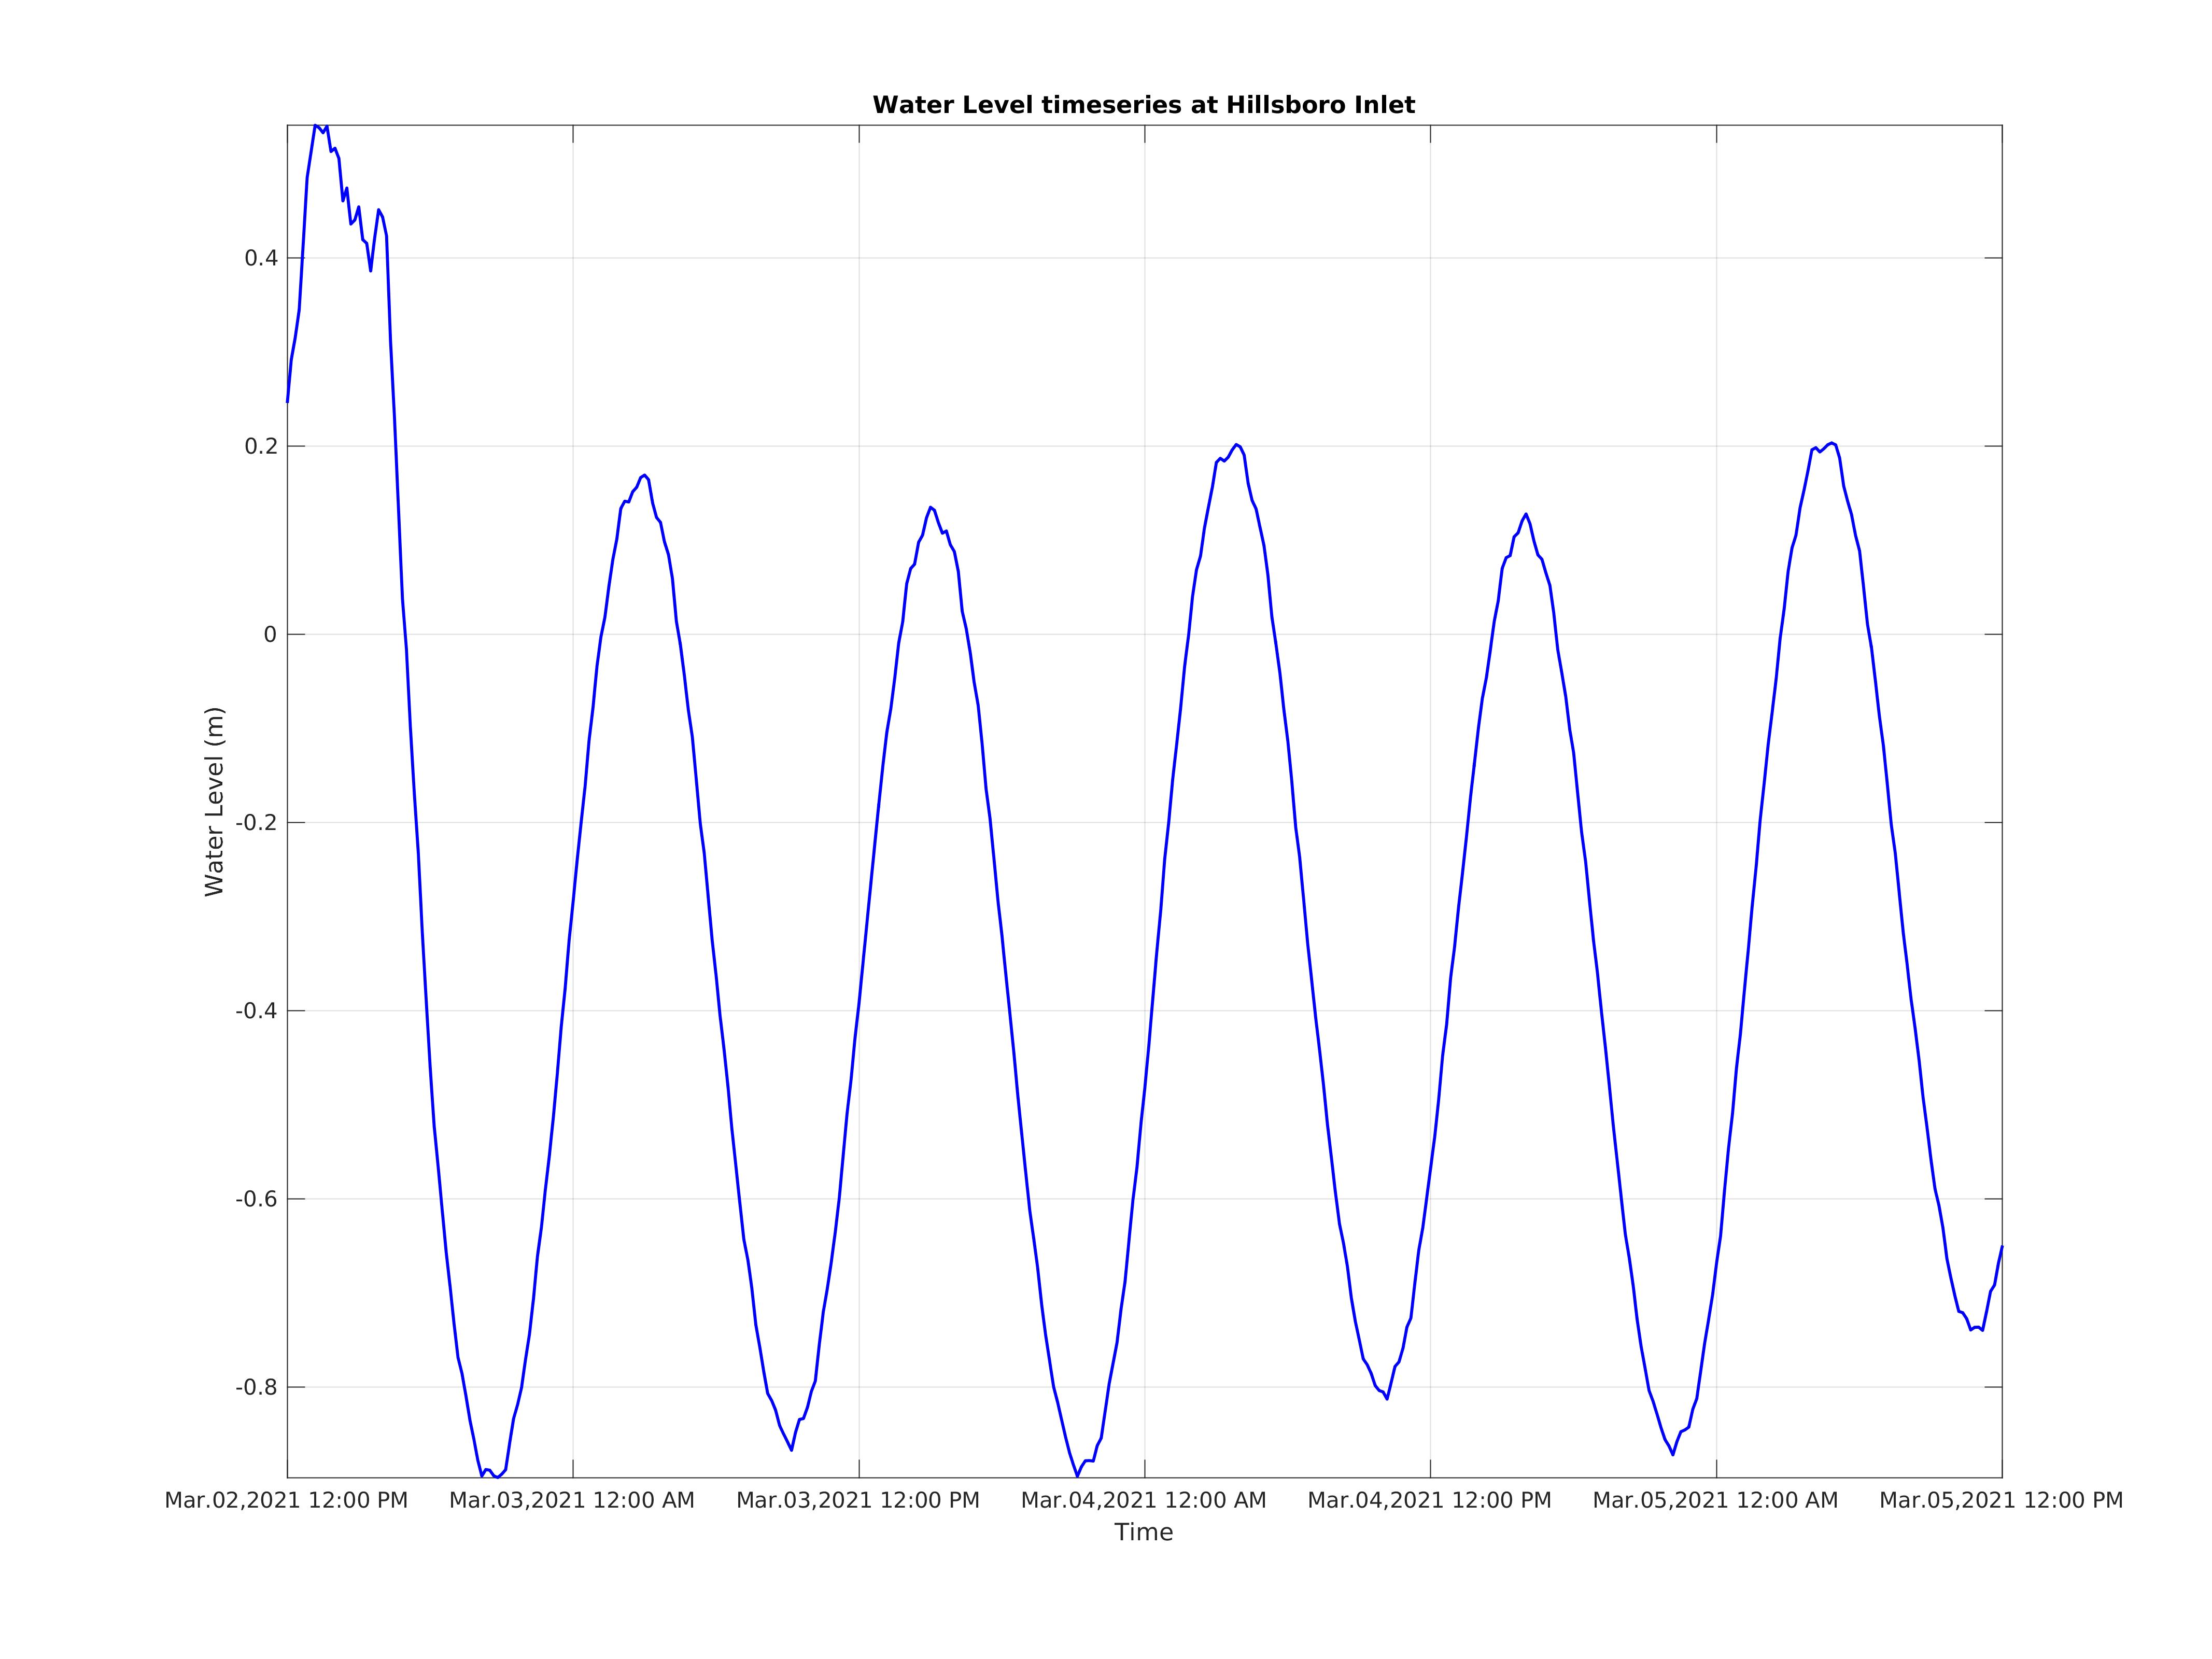 Water Level timeseries at Hillsboro Inlet
0.4
0.2
0
-0.2
-0.4
-0.6
-0.8
Water Level (m)
Mar.02,2021 12:00 PM Mar.03,2021 12:00 AM Mar.03,2021 12:00 PM Mar.04,2021 12:00 AM Mar.04,2021 12:00 PM Mar.05,2021 12:00 AM Mar.05,2021 12:00 PM
Time